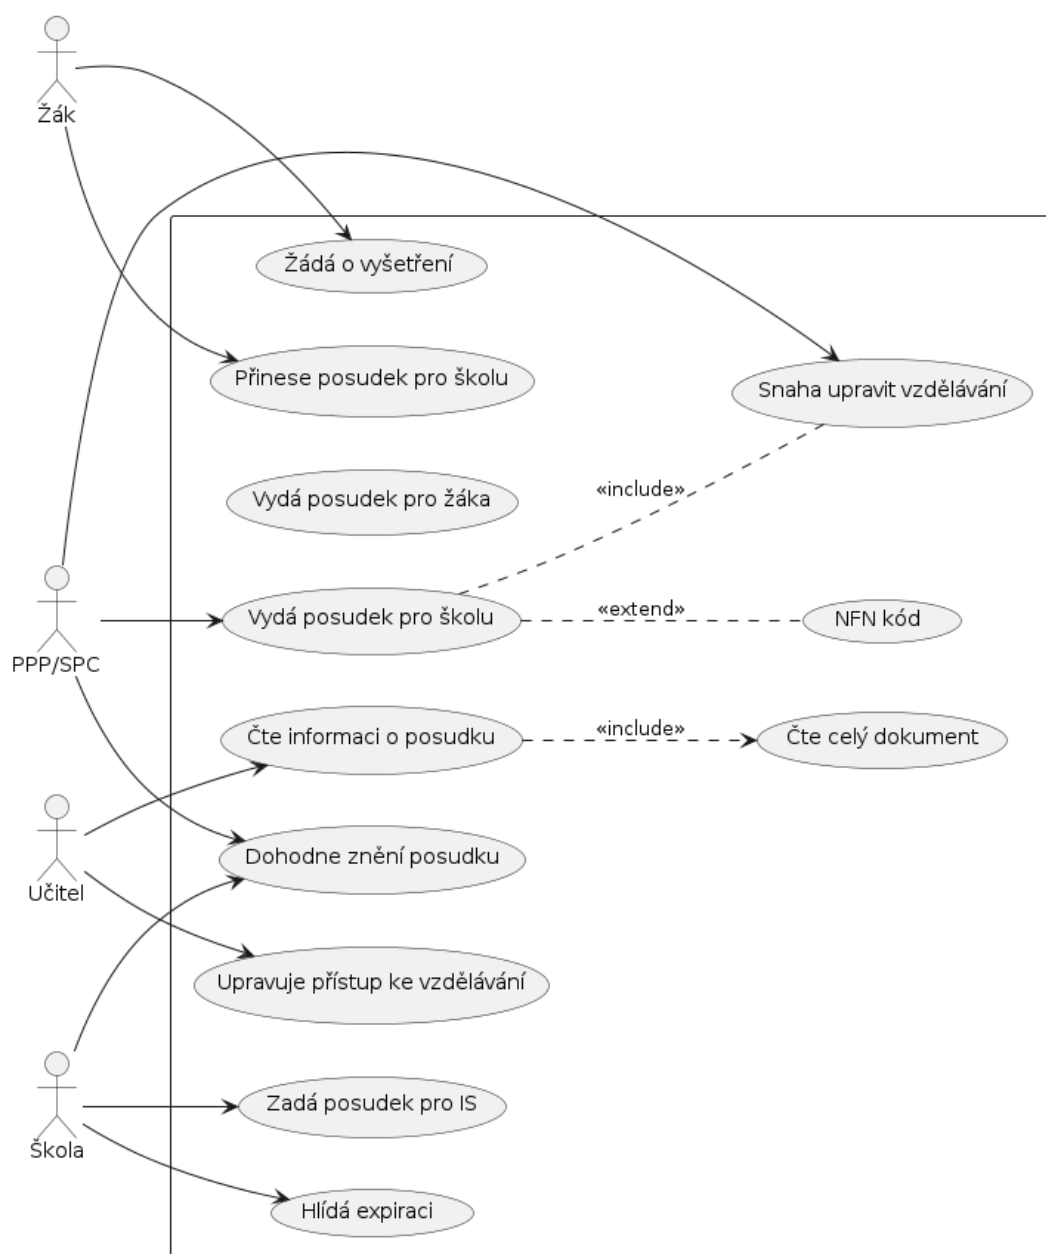 Žák
Žádá o vyšetření
Přinese posudek pro školu
Snaha upravit vzdělávání
«include»
Vydá posudek pro žáka
PPP/SPC
Vydá posudek pro školu
«extend»
NFN kód
Čte informaci o posudku
«include»
Čte celý dokument
Učitel
Dohodne znění posudku
Upravuje přístup ke vzdělávání
Škola
Zadá posudek pro IS
Hlídá expiraci